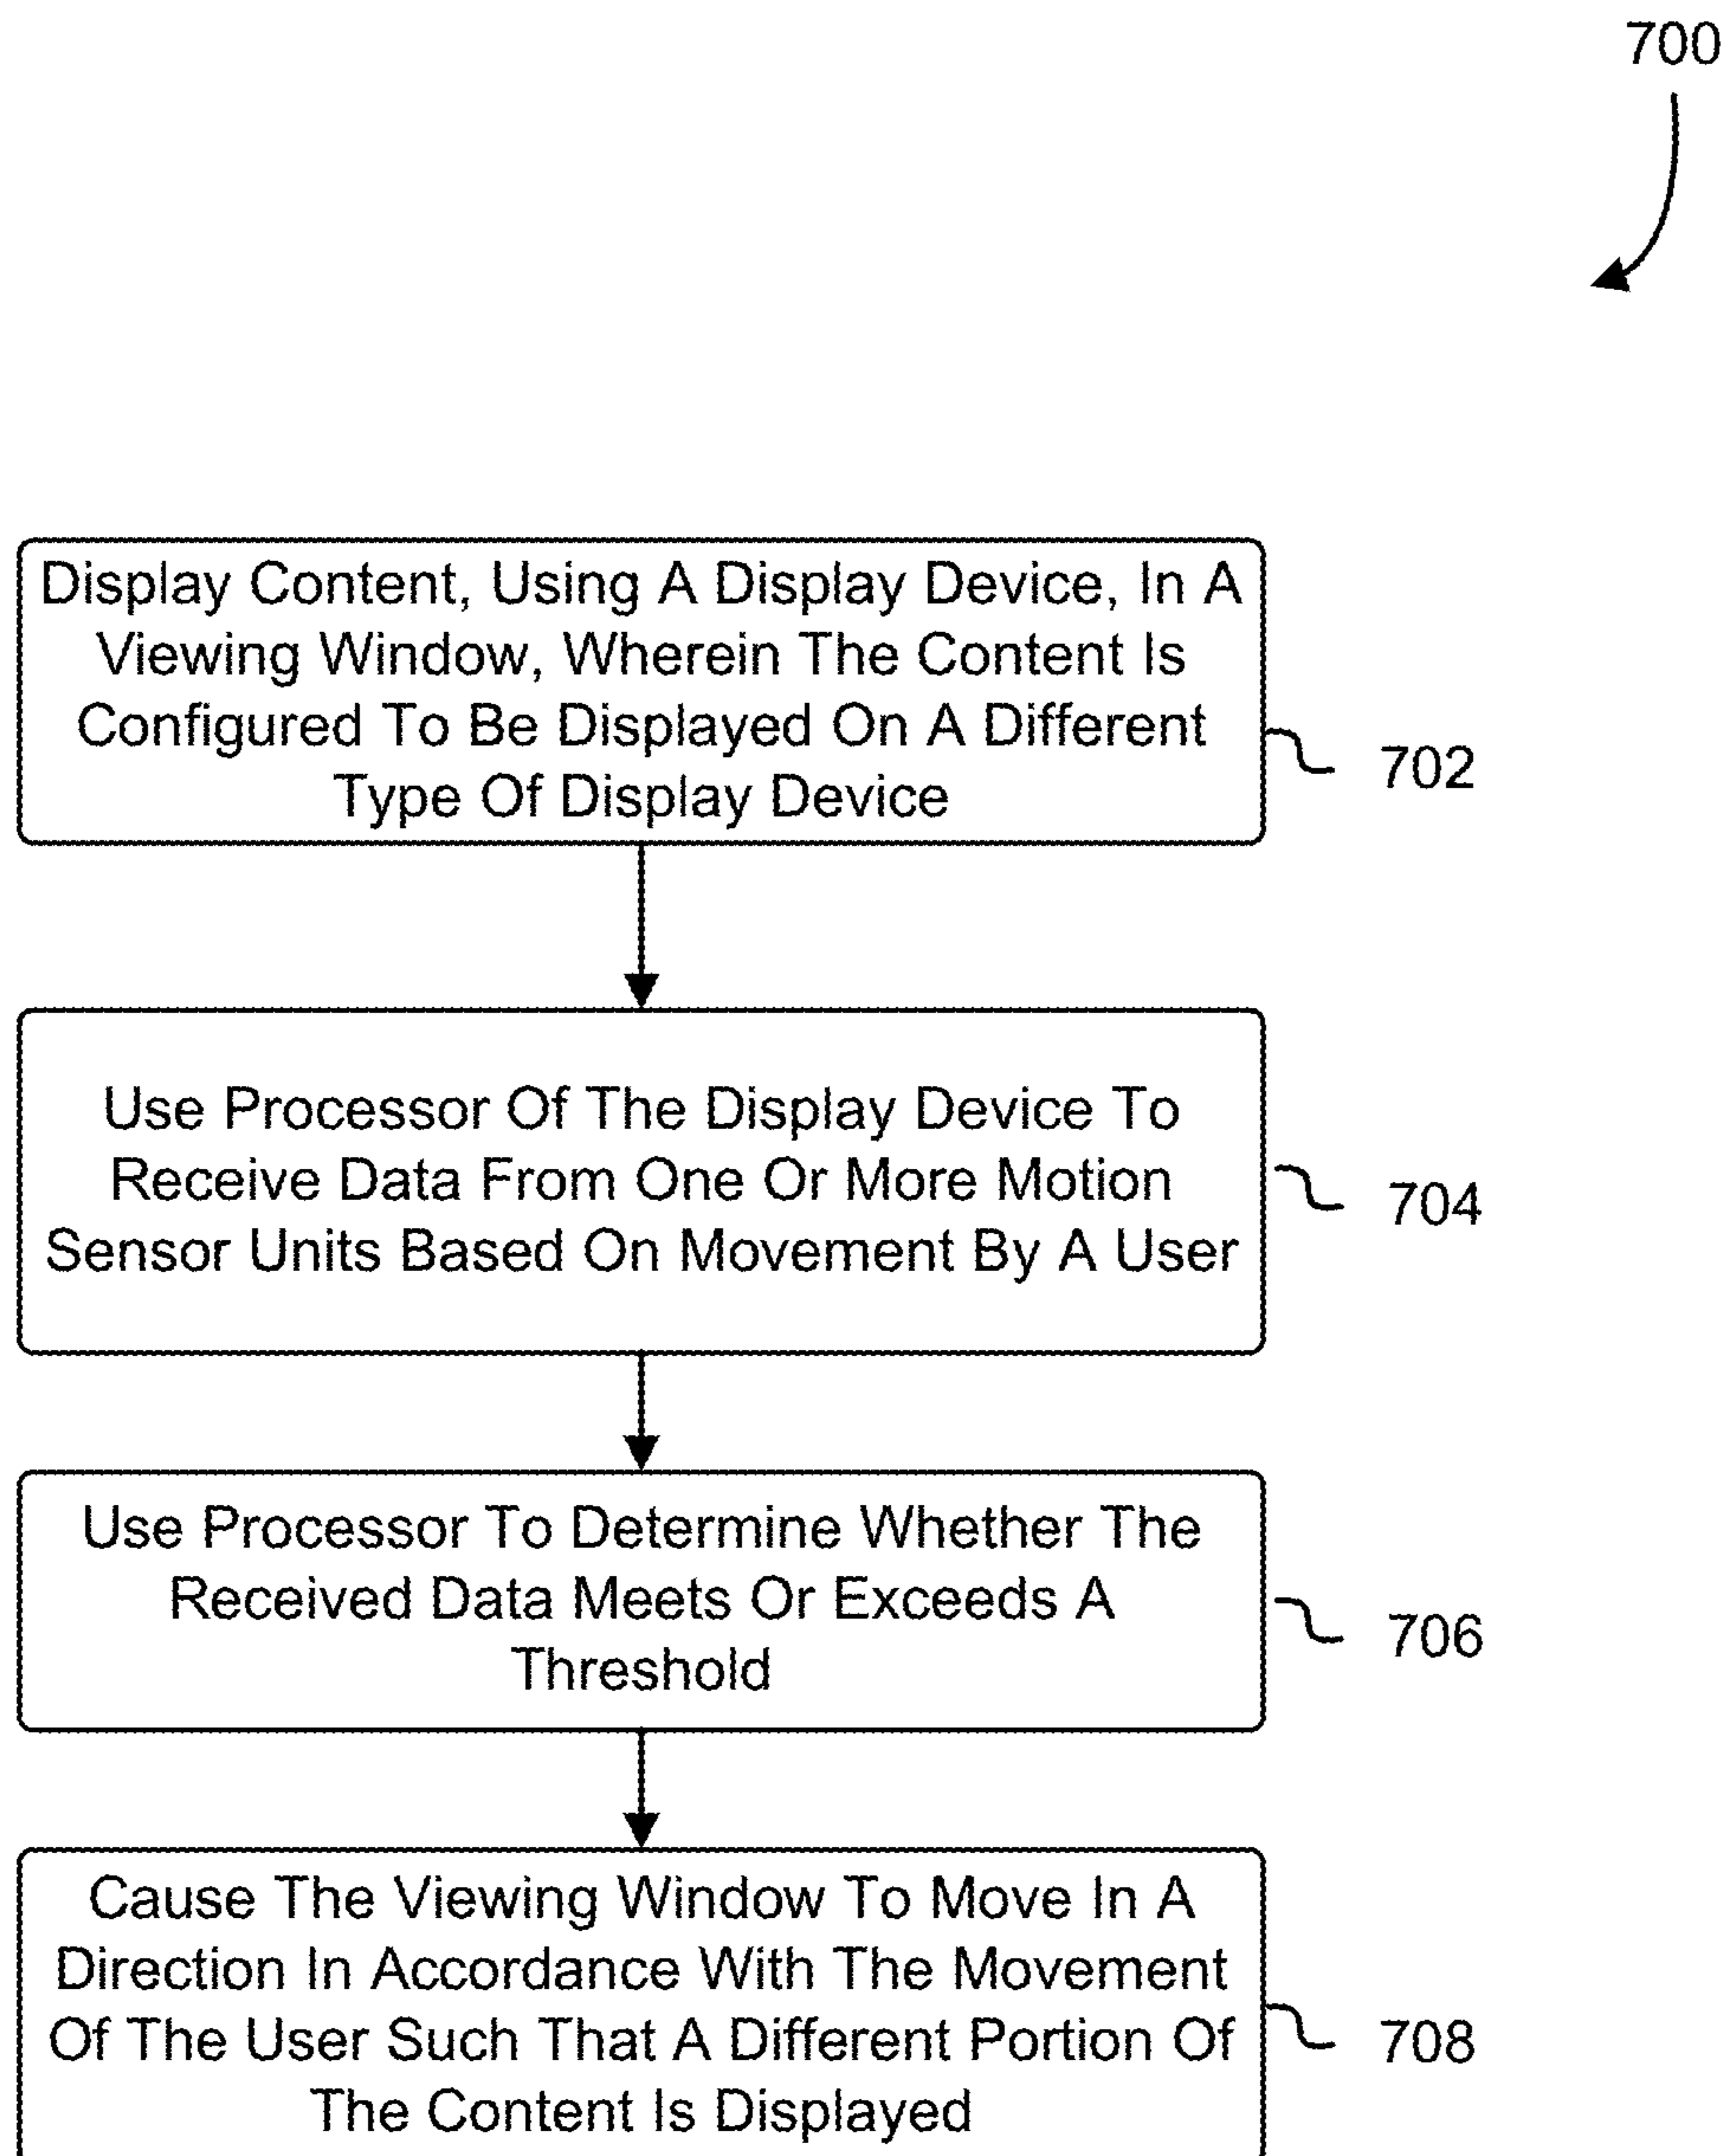 700
Display Content, Using A Display Device, In A
Viewing Window, Wherein The Content Is
Configured To Be Displayed On A Different
Type Of Display Device
702
Use Processor Of The Display Device To
Receive Data From One Or More Motion
Sensor Units Based On Movement By A User
704
Use Processor To Determine Whether The
Received Data Meets Or Exceeds A
Threshold
706
Cause The Viewing Window To Move In A
Direction In Accordance With The Movement
Of The User Such That A Different Portion Of
The Content Is Displayed
708